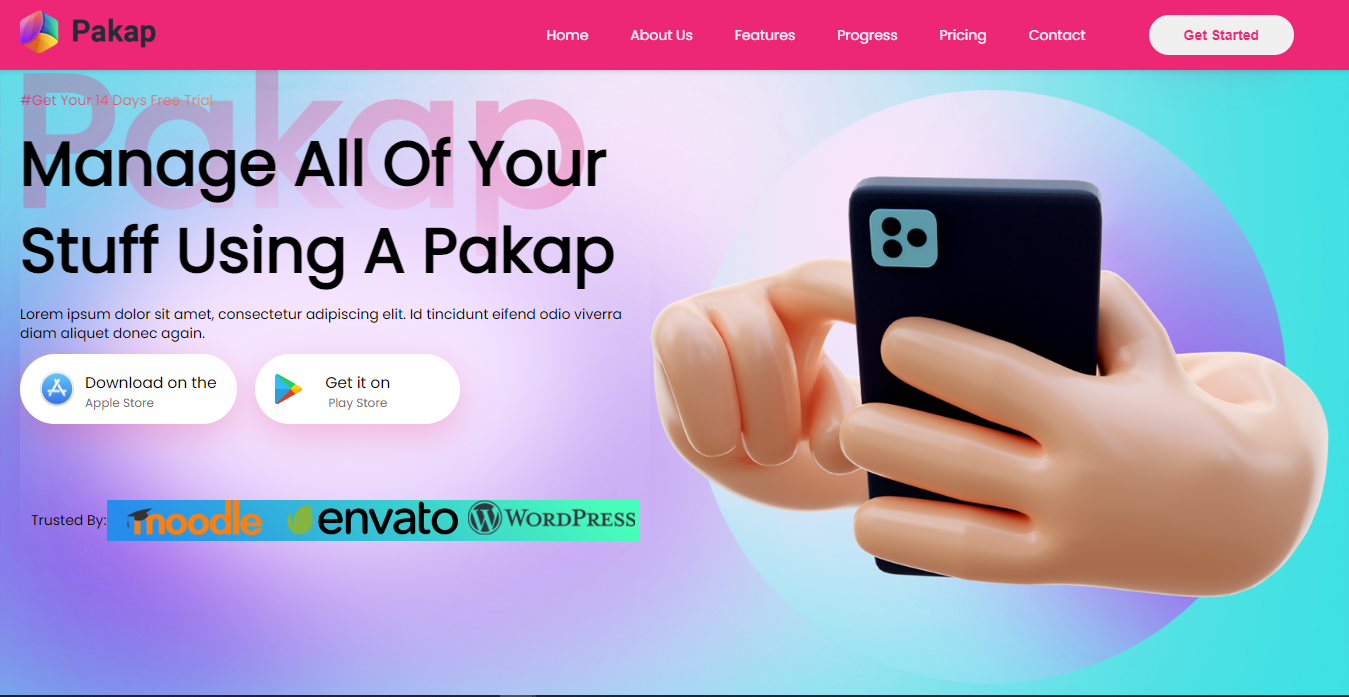 Pakap
Home About Us Features Progress Pricing Contact Get Started
Pakap
#Get Your 14 Days Free Trial
Manage All Of Your
Stuff Using A Pakap
Lorem ipsum dolor sit amet, consectetur adipiscing elit. Id tincidunt eifend odio viverra
diam aliquet donec again.
Download on the
Apple Store
Get it on
Play Store
Trusted By: moodle envato WordPress